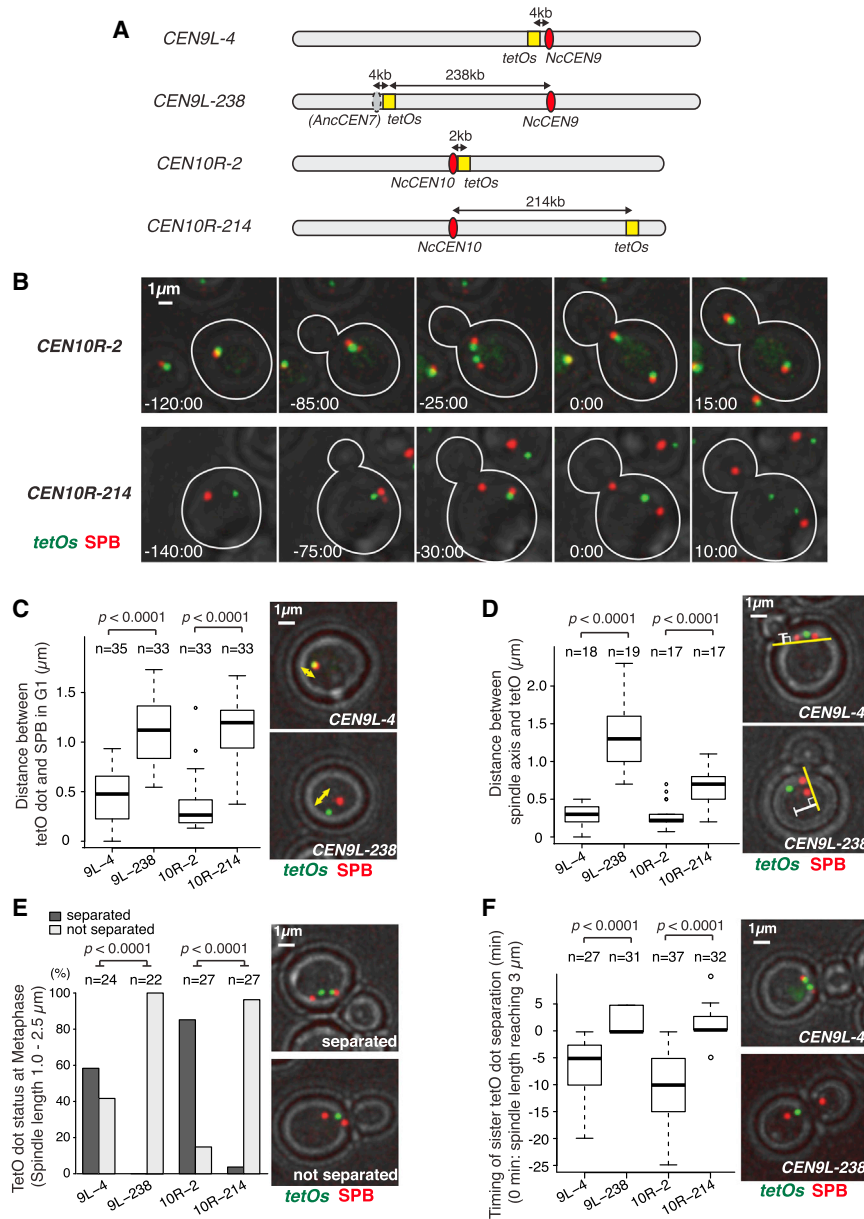 A
CEN9L-4
4kb
tetOs NcCEN9
CEN9L-238
4kb 238kb
(AncCEN7) tetOs NcCEN9
CEN10R-2
2kb
NcCEN10 tetOs
CEN10R-214
214kb
NcCEN10 tetOs
B
1µm
CEN10R-2
-120:00 -85:00 -25:00 0:00 15:00
CEN10R-214
tetOs SPB
-140:00 -75:00 -30:00 0:00 10:00
C
p < 0.0001 p < 0.0001
n=35 n=33 n=33 n=33
Distance between
tetO dot and SPB in G1 (µm)
1.5
1.0
0.5
0
9L-4 9L-238 10R-2 10R-214
1µm
CEN9L-4
CEN9L-238
tetOs SPB
D
p < 0.0001 p < 0.0001
n=18 n=19 n=17 n=17
Distance between
spindle axis and tetO (µm)
2.0
1.5
1.0
0.5
0
9L-4 9L-238 10R-2 10R-214
1µm
CEN9L-4
CEN9L-238
tetOs SPB
E
separated
not separated
p < 0.0001 p < 0.0001
(%)
n=24 n=22 n=27 n=27
TetO dot status at Metaphase
(Spindle length 1.0 - 2.5 µm)
100
80
60
40
20
0
9L-4 9L-238 10R-2 10R-214
1µm
separated
not separated
tetOs SPB
F
p < 0.0001 p < 0.0001
n=27 n=31 n=37 n=32
Timing of sister tetO dot separation (min)
(0 min: spindle length reaching 3 µm)
5
0
-5
-10
-15
-20
-25
9L-4 9L-238 10R-2 10R-214
1µm
CEN9L-4
CEN9L-238
tetOs SPB